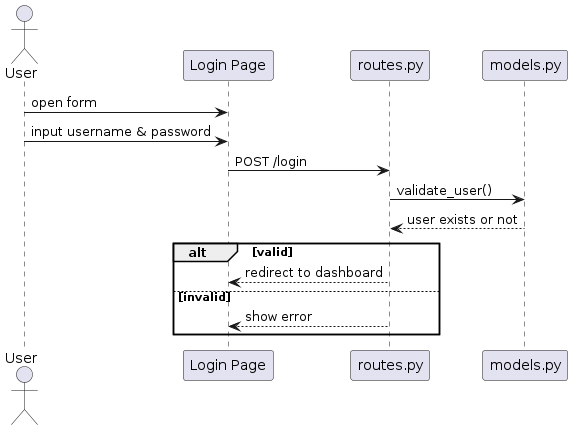 User
Login Page
routes.py
models.py
open form
input username & password
POST /login
validate_user()
user exists or not
alt
[valid]
redirect to dashboard
[invalid]
show error
User
Login Page
routes.py
models.py